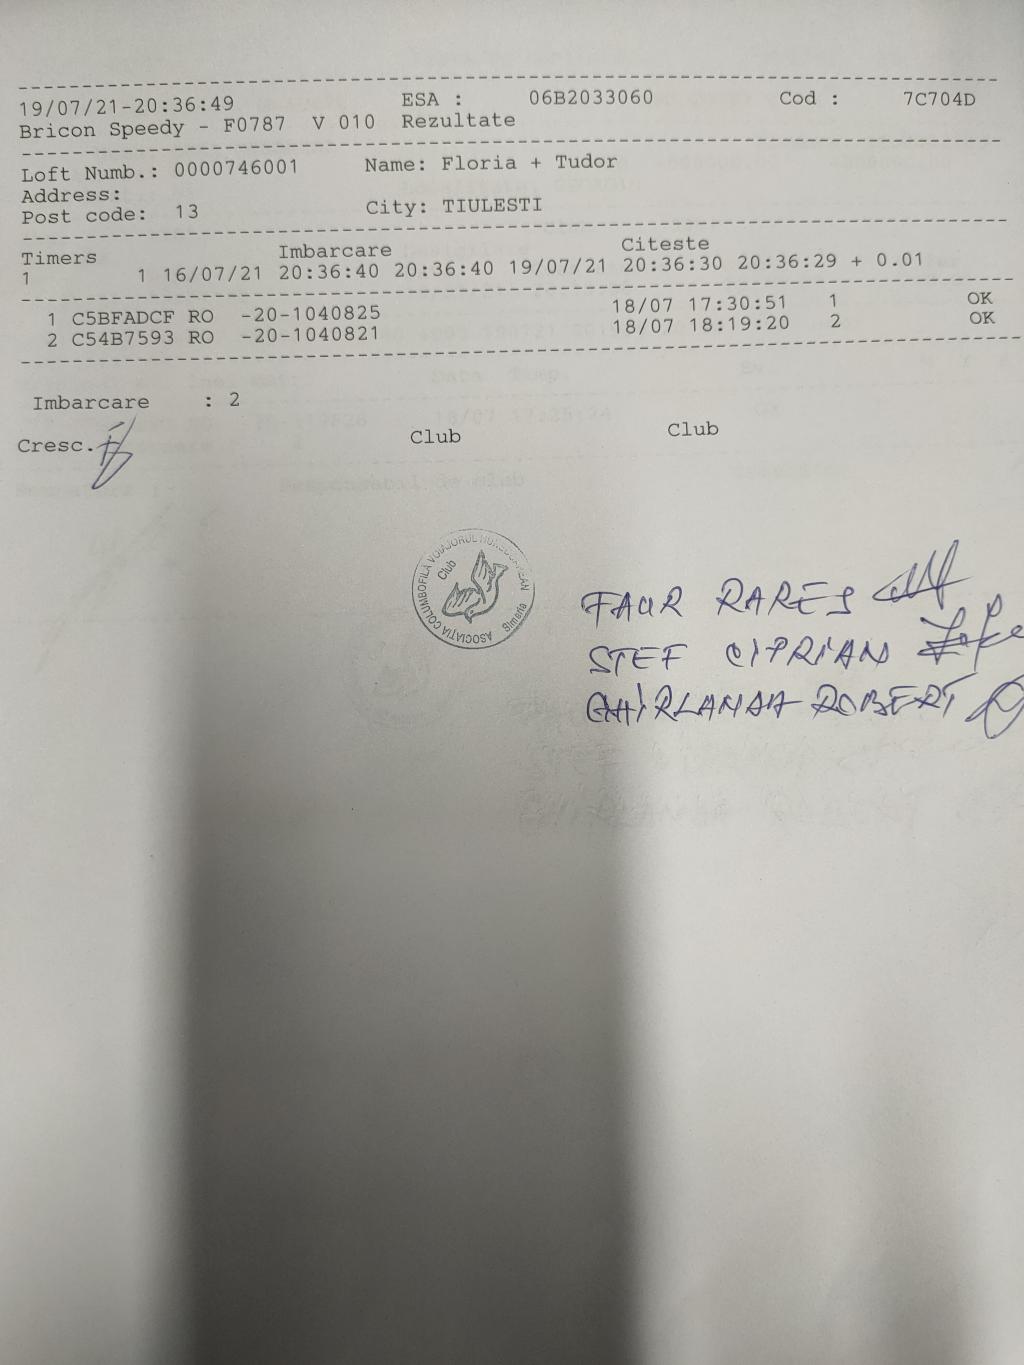 19/07/21-20:36:49 ESA : 06B2033060 Cod : 7C704D
Bricon Speedy - F0787 V 010 Rezultate
Loft Numb.: 0000746001 Name: Floria + Tudor
Address:
Post code: 13 City: TIULESTI
Timers Imbarcare Citeste
1 1 16/07/21 20:36:40 20:36:40 19/07/21 20:36:30 20:36:29 + 0.01
1 C5BFADCF RO -20-1040825 18/07 17:30:51 1 OK
2 C54B7593 RO -20-1040821 18/07 18:19:20 2 OK
Imbarcare : 2
Cresc. Club Club
ASOCIAȚIA COLUMBOFILĂ
Club
Simeria
FAUR RARES
STEF CIPRIAN
ROBERT